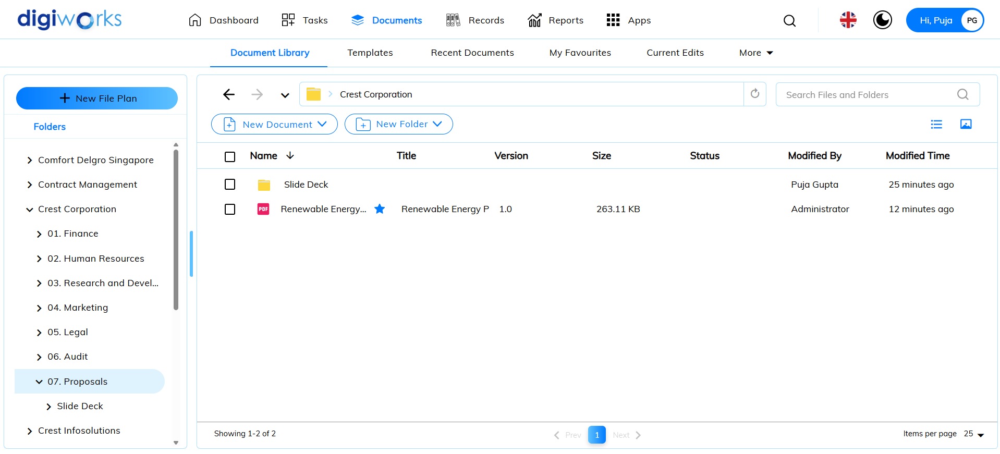 digiworks
Dashboard
Tasks
Documents
Records
Reports
Apps
Hi, Puja
PG
Document Library
Templates
Recent Documents
My Favourites
Current Edits
More
New File Plan
Folders
Comfort Delgro Singapore
Contract Management
Crest Corporation
01. Finance
02. Human Resources
03. Research and Devel...
04. Marketing
05. Legal
06. Audit
07. Proposals
Slide Deck
Crest Infosolutions
Crest Corporation
Search Files and Folders
New Document
New Folder
Name Title Version Size Status Modified By Modified Time
Slide Deck Puja Gupta 25 minutes ago
PDF Renewable Energy... Renewable Energy P 1.0 263.11 KB Administrator 12 minutes ago
Showing 1-2 of 2
Prev 1 Next
Items per page 25